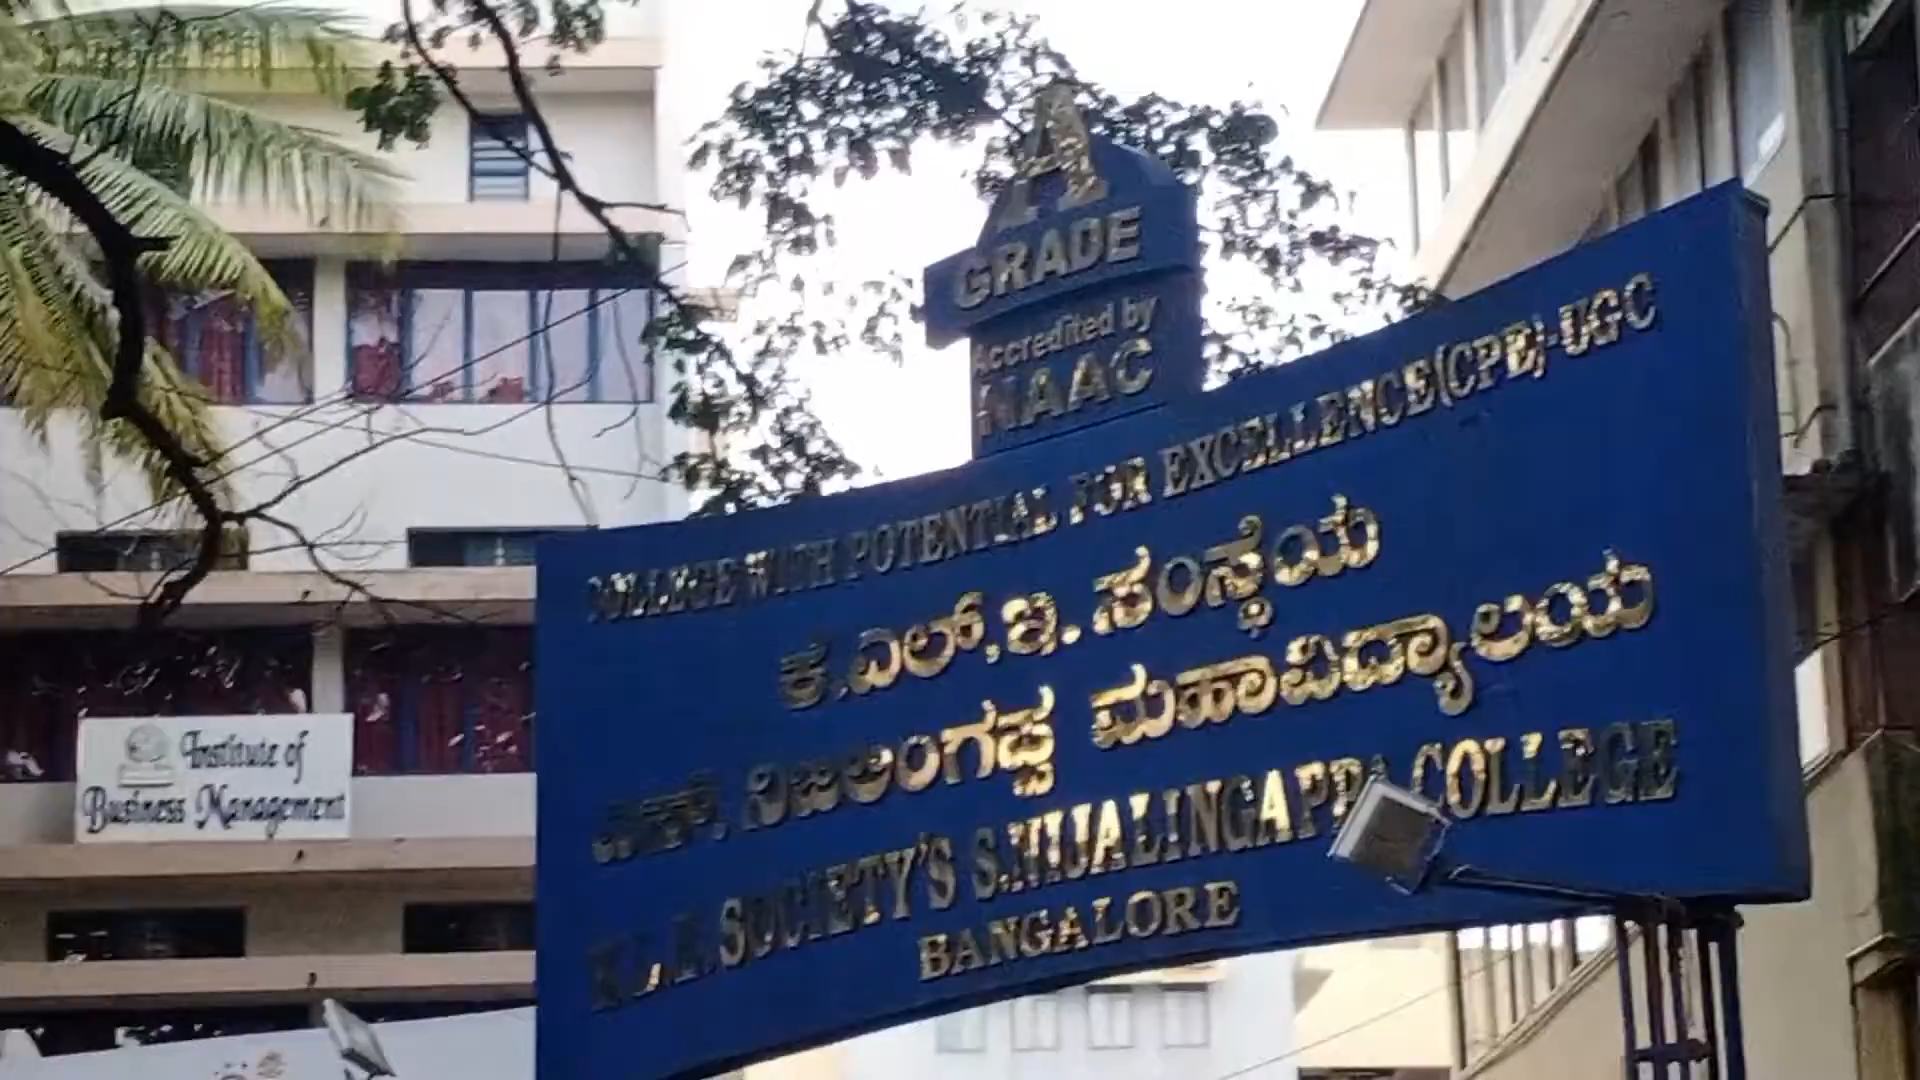 A
GRADE
Accredited by
NAAC
COLLEGE WITH POTENTIAL FOR EXCELLENCE(CPE)-UGC
ಕೆ.ಎಲ್.ಇ. ಸಂಸ್ಥೆಯ
ಎಸ್. ನಿಜಲಿಂಗಪ್ಪ ಮಹಾವಿದ್ಯಾಲಯ
K.L.E. SOCIETY'S S.NIJALINGAPPA COLLEGE
BANGALORE
Institute of
Business Management